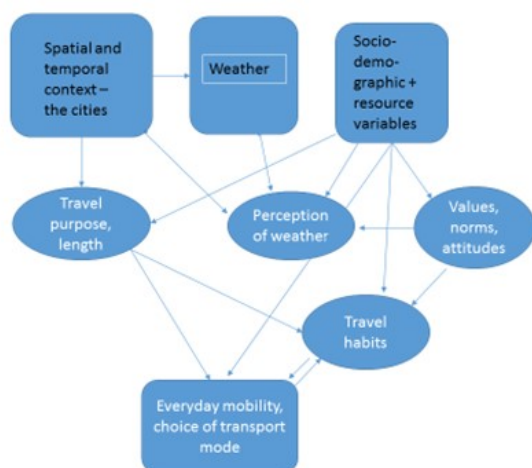 Spatial and
temporal
context –
the cities
Weather
Socio-
demo-
graphic +
resource
variables
Travel
purpose,
length
Perception
of weather
Values,
norms,
attitudes
Travel
habits
Everyday mobility,
choice of transport
mode